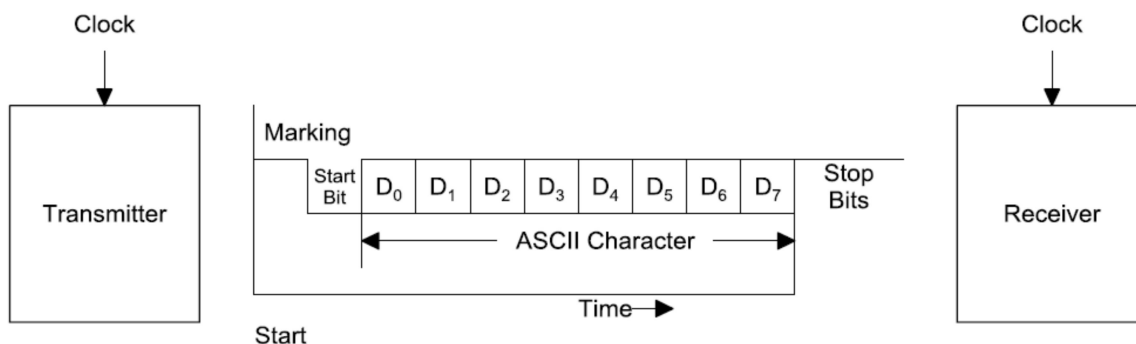 Clock
Clock
Marking
Start
Bit
D₀ D₁ D₂ D₃ D₄ D₅ D₆ D₇
Stop
Bits
Transmitter
ASCII Character
Receiver
Time
Start